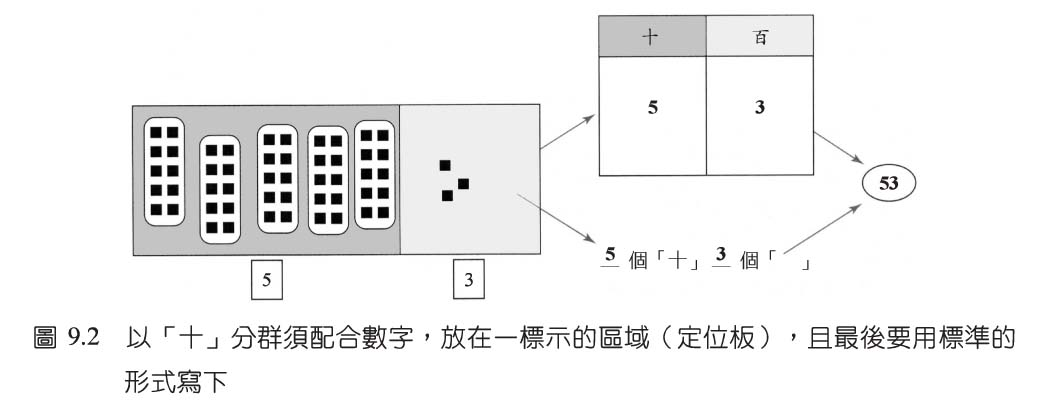 十 百
5 3
53
5 個「十」 3 個「 」
5 3
圖 9.2 以「十」分群須配合數字，放在一標示的區域（定位板），且最後要用標準的
形式寫下